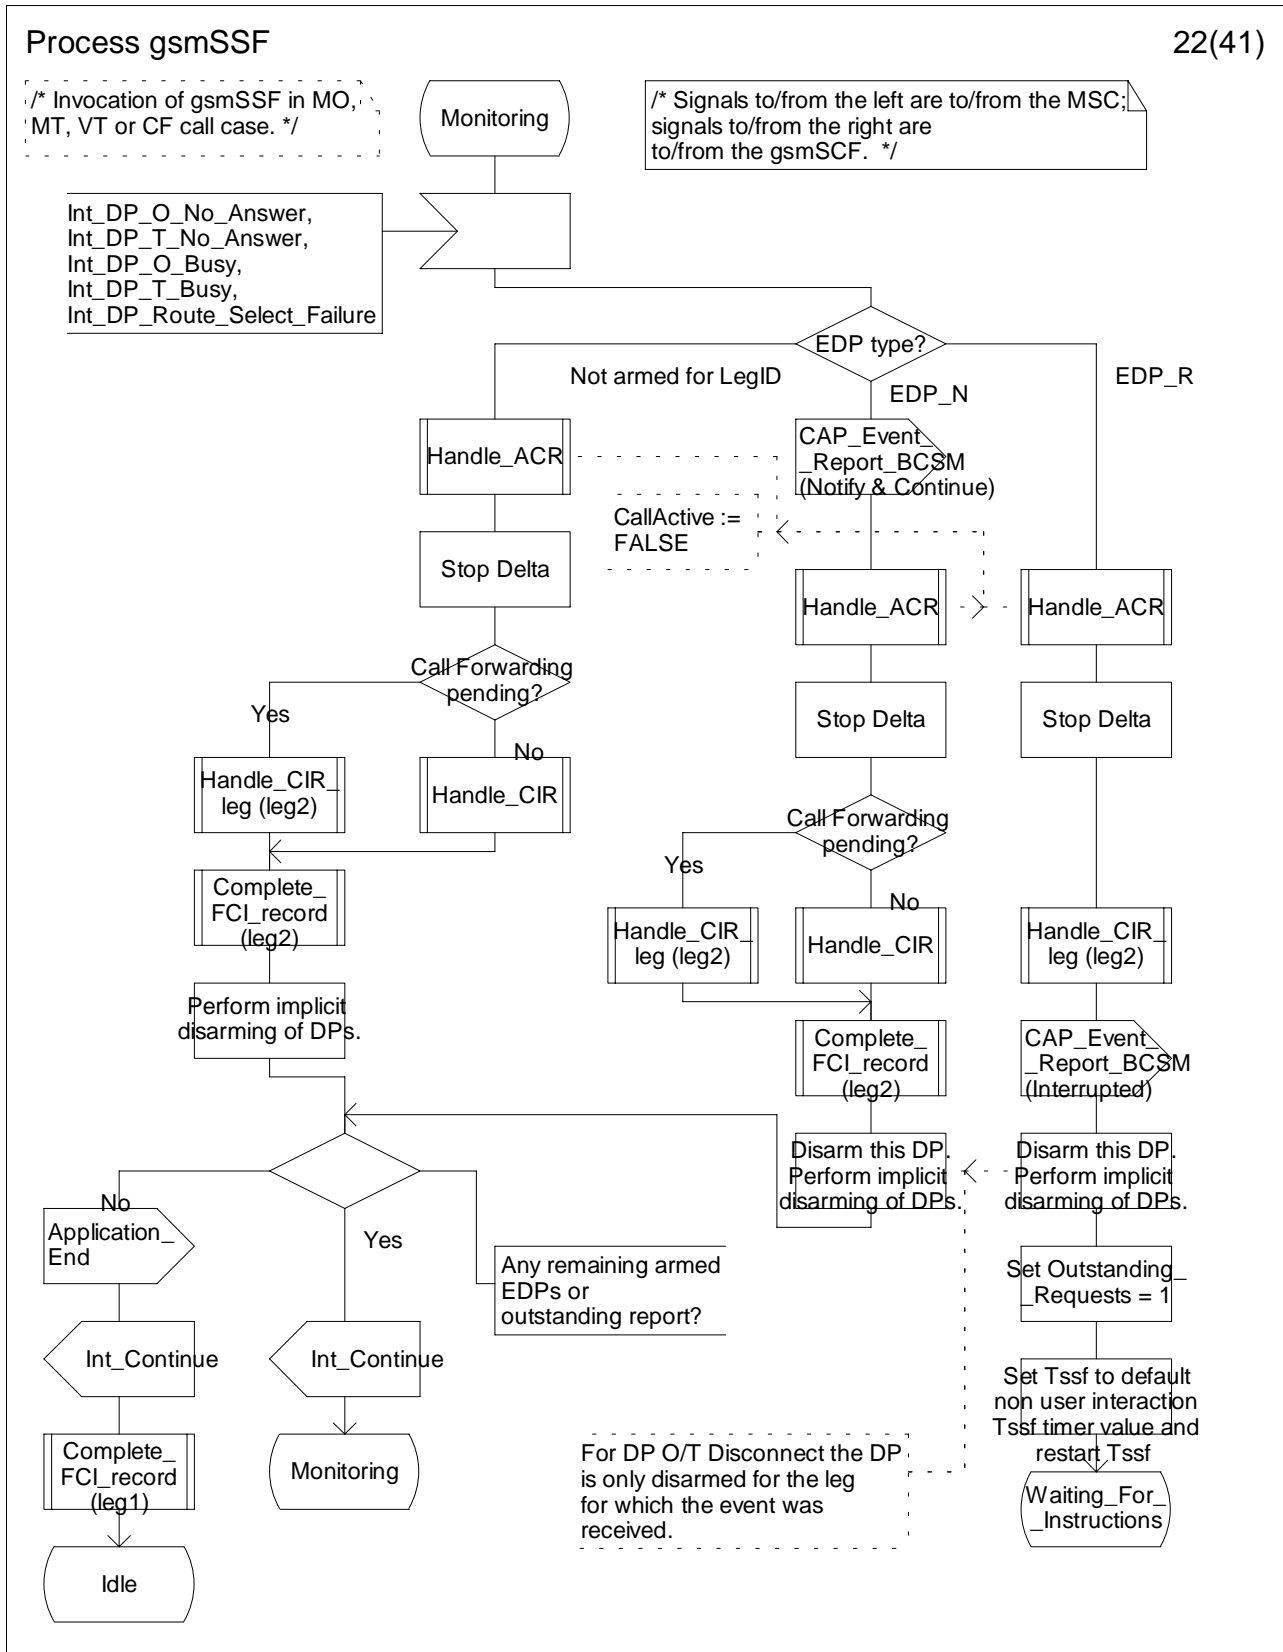 Process gsmSSF
22(41)
/* Invocation of gsmSSF in MO,
MT, VT or CF call case. */
Monitoring
/* Signals to/from the left are to/from the MSC;
signals to/from the right are
to/from the gsmSCF.  */
Int_DP_O_No_Answer,
Int_DP_T_No_Answer,
Int_DP_O_Busy,
Int_DP_T_Busy,
Int_DP_Route_Select_Failure
EDP type?
Not armed for LegID
EDP_N
EDP_R
Handle_ACR
CAP_Event_
_Report_BCSM
(Notify & Continue)
CallActive :=
FALSE
Stop Delta
Handle_ACR
Handle_ACR
Call Forwarding
pending?
Yes
No
Stop Delta
Stop Delta
Handle_CIR_
leg (leg2)
Handle_CIR
Call Forwarding
pending?
Yes
No
Complete_
FCI_record
(leg2)
Handle_CIR_
leg (leg2)
Handle_CIR
Handle_CIR_
leg (leg2)
Perform implicit
disarming of DPs.
Complete_
FCI_record
(leg2)
CAP_Event_
_Report_BCSM
(Interrupted)
Disarm this DP.
Perform implicit
disarming of DPs.
Disarm this DP.
Perform implicit
disarming of DPs.
No
Yes
Application_
End
Any remaining armed
EDPs or
outstanding report?
Set Outstanding_
_Requests = 1
Int_Continue
Int_Continue
Set Tssf to default
non user interaction
Tssf timer value and
restart Tssf
Complete_
FCI_record
(leg1)
Monitoring
For DP O/T Disconnect the DP
is only disarmed for the leg
for which the event was
received.
Waiting_For_
_Instructions
Idle